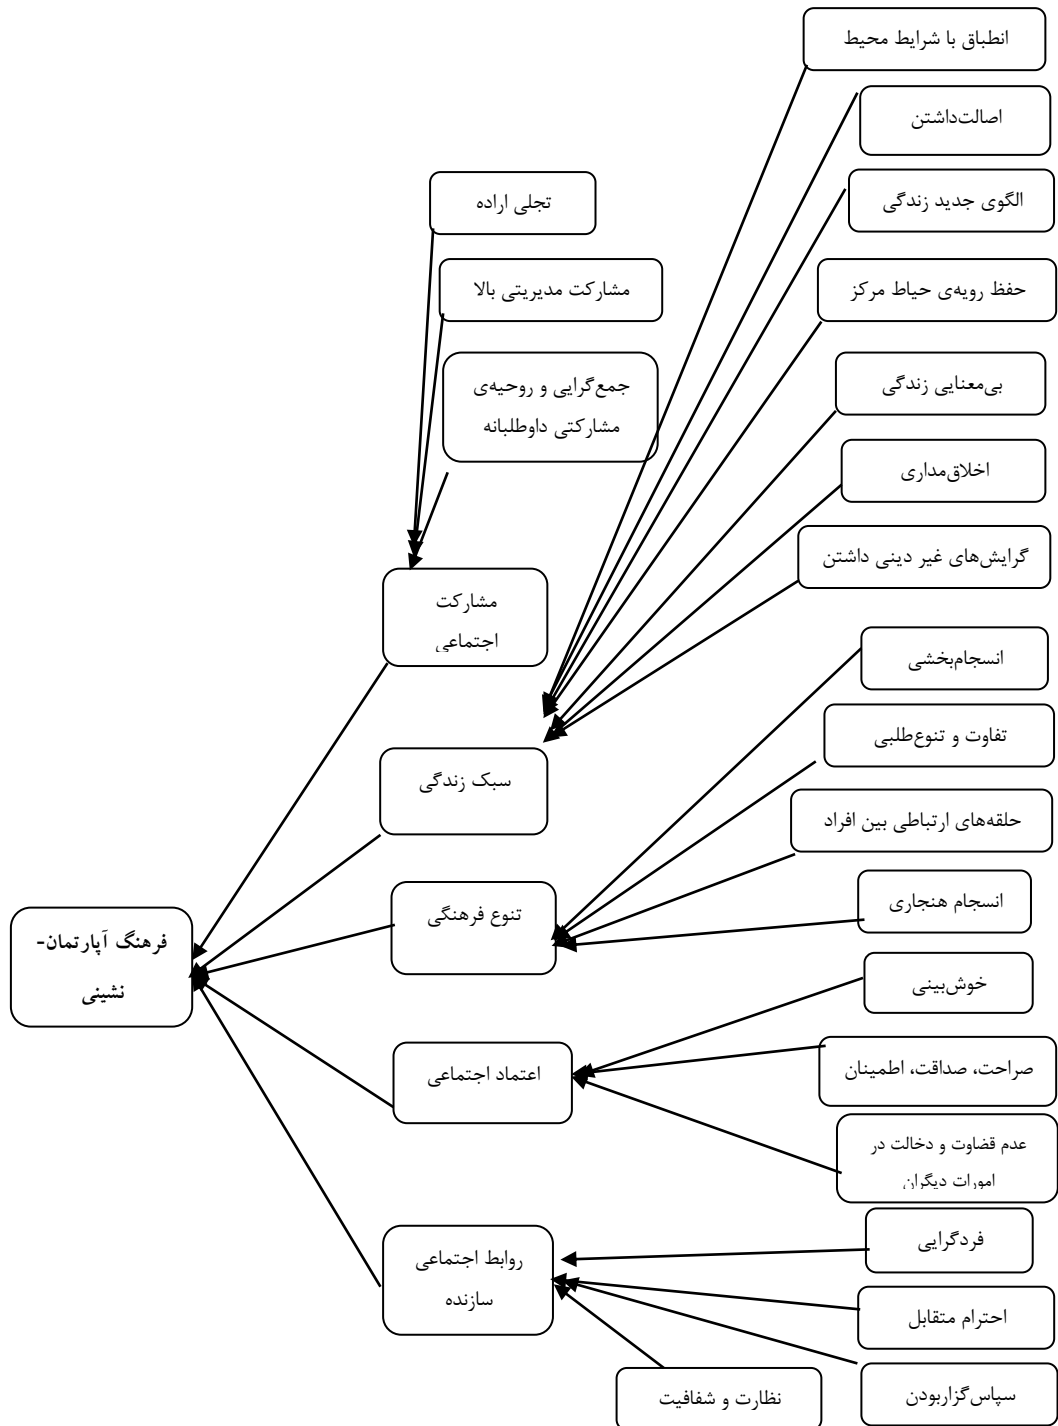 انطباق با شرایط محیط
اصالت‌داشتن
الگوی جدید زندگی
تجلی اراده
حفظ رویه‌ی حیاط مرکز
مشارکت مدیریتی بالا
بی‌معنایی زندگی
جمع‌گرایی و روحیه‌ی
مشارکتی داوطلبانه
اخلاق‌مداری
گرایش‌های غیر دینی داشتن
مشارکت
اجتماعی
انسجام‌بخشی
تفاوت و تنوع‌طلبی
سبک زندگی
حلقه‌های ارتباطی بین افراد
انسجام هنجاری
تنوع فرهنگی
فرهنگ آپارتمان-
نشینی
خوش‌بینی
صراحت، صداقت، اطمینان
اعتماد اجتماعی
عدم قضاوت و دخالت در
امورات دیگران
فردگرایی
روابط اجتماعی
سازنده
احترام متقابل
سپاس‌گزاربودن
نظارت و شفافیت